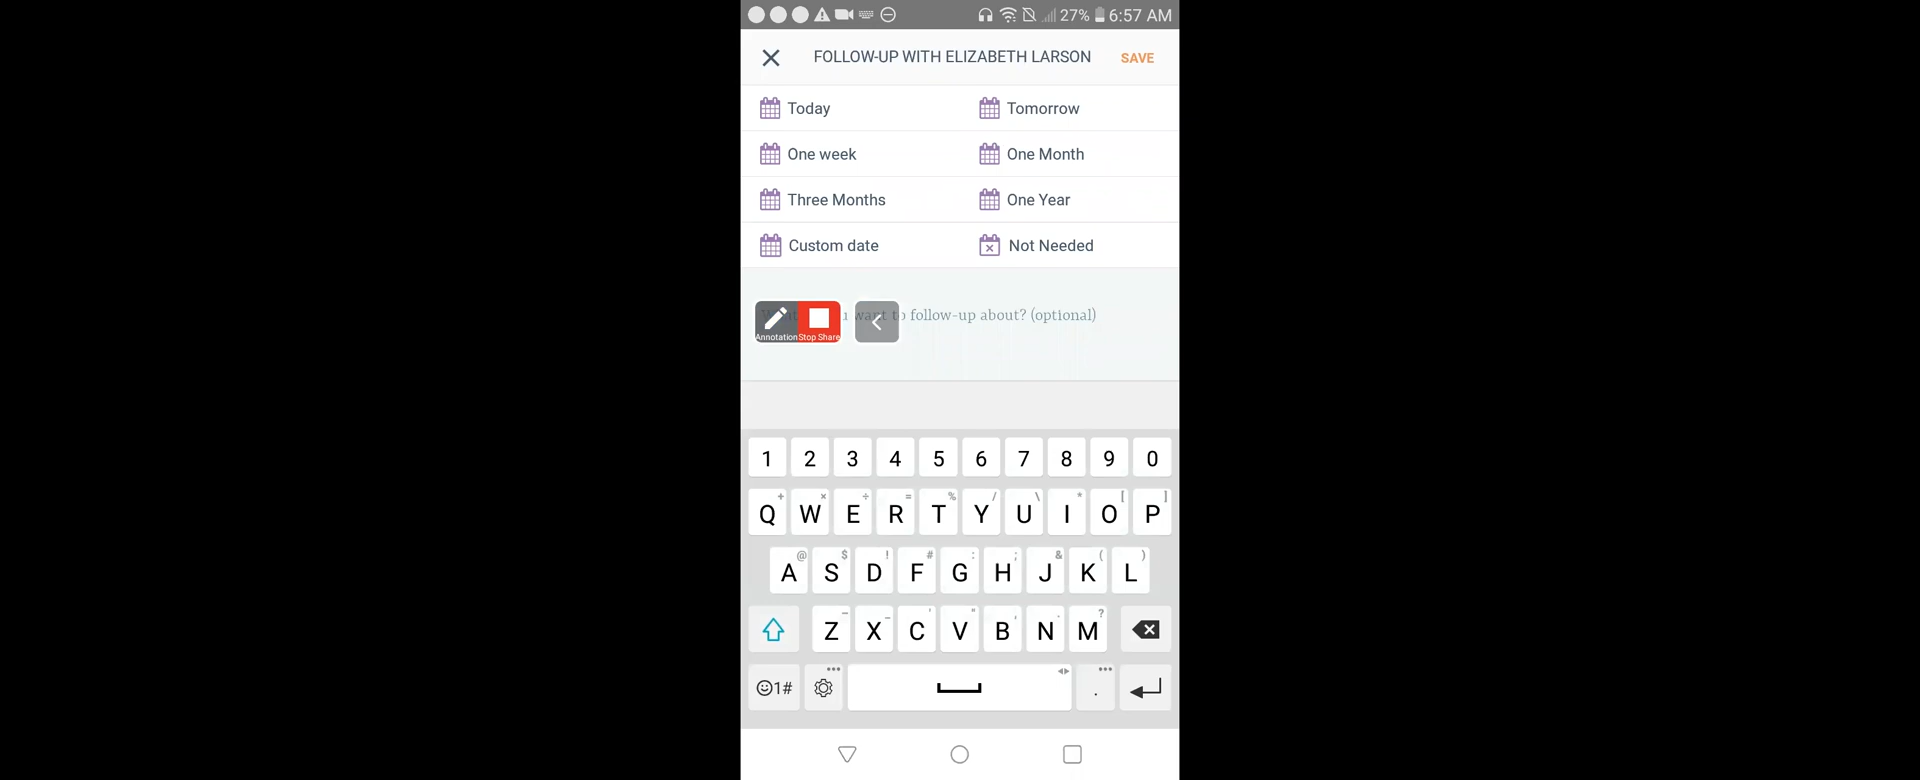 27% 6:57 AM
FOLLOW-UP WITH ELIZABETH LARSON SAVE
Today Tomorrow
One week One Month
Three Months One Year
Custom date Not Needed
want to follow-up about? (optional)
Annotation Stop Share
1 2 3 4 5 6 7 8 9 0
+ × ÷ = % / \ * [ ]
Q W E R T Y U I O P
@ $ ! # : ; & ( )
A S D F G H J K L
- _ ' " , . ?
Z X C V B N M
1# .